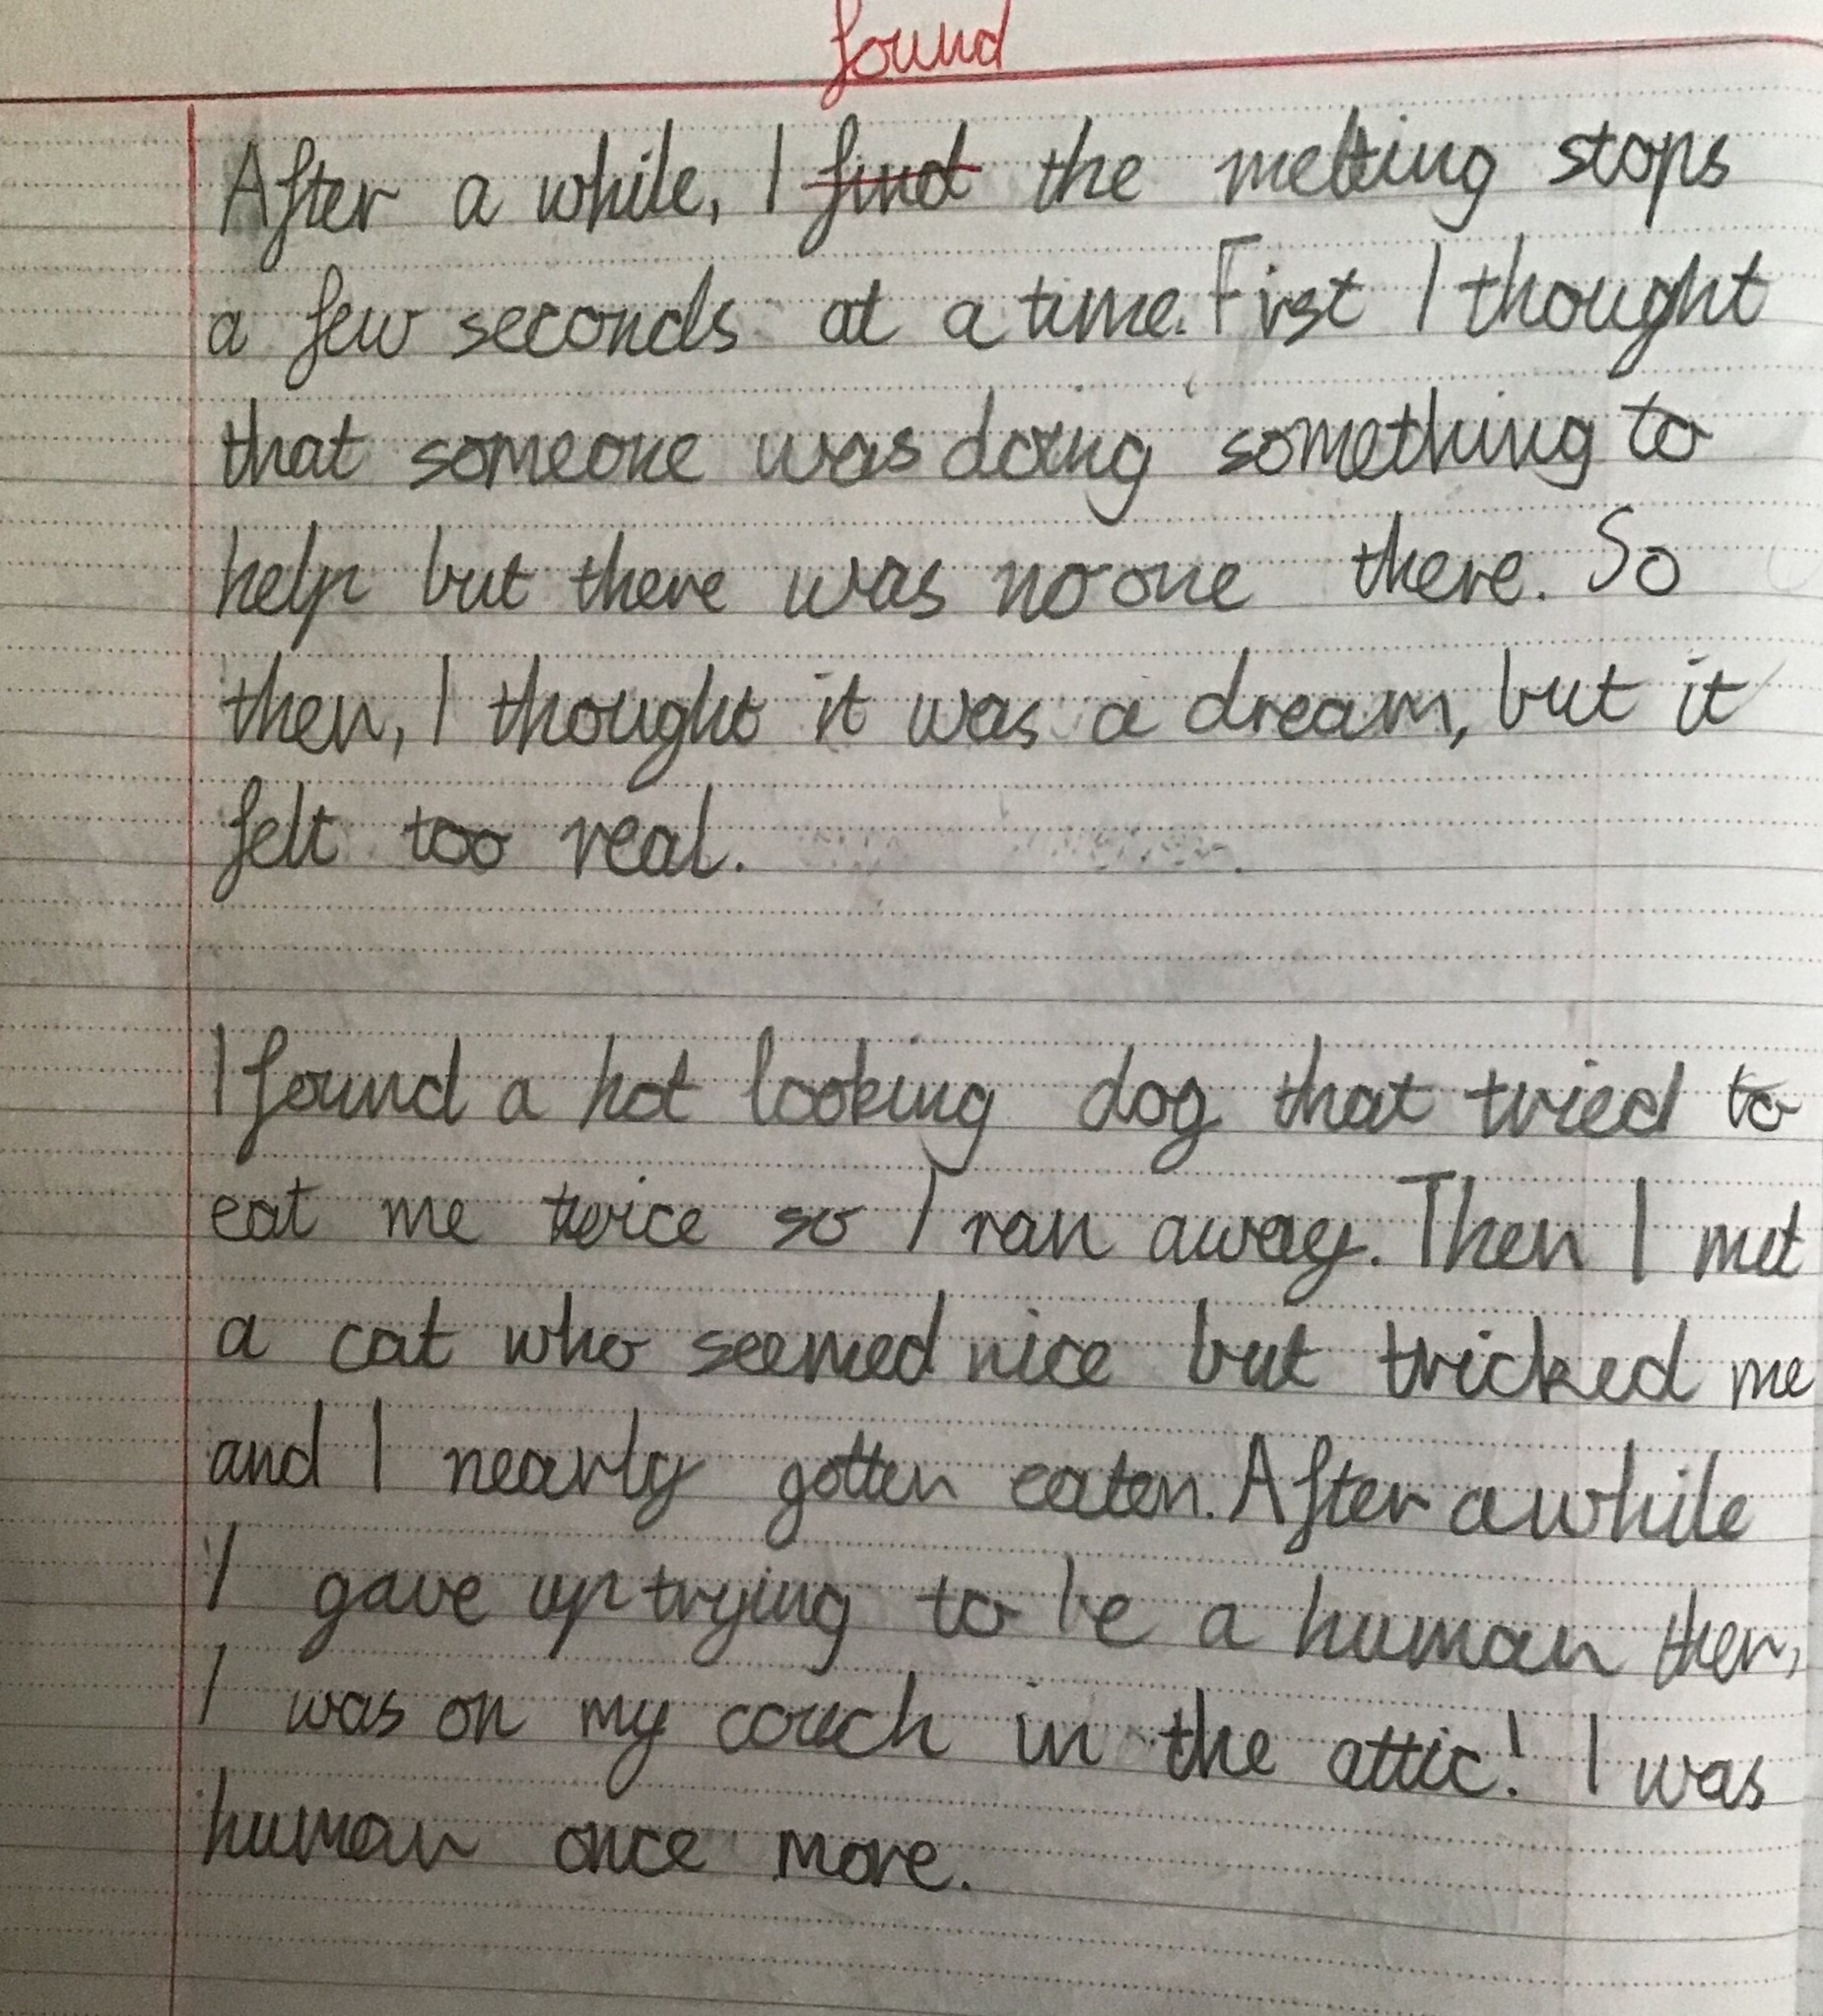 found
After a while, I find the melting stops
a few seconds at a time. First I thought
that someone was doing something to
help but there was no one there. So
then, I thought it was a dream, but it
felt too real.
I found a hot looking dog that tried to
eat me twice so I ran away. Then I met
a cat who seemed nice but tricked me
and I nearly gotten eaten. After a while
I gave up trying to be a human then,
I was on my couch in the attic! I was
human once more.